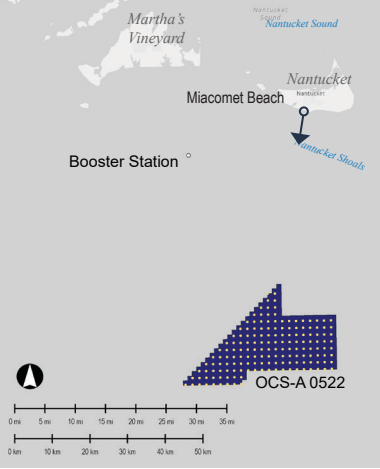 Martha's
Vineyard
Nantucket
Sound
Nantucket Sound
Nantucket
Nantucket
Miacomet Beach
Nantucket Shoals
Booster Station
OCS-A 0522
0 mi 5 mi 10 mi 15 mi 20 mi 25 mi 30 mi 35 mi
0 km 10 km 20 km 30 km 40 km 50 km